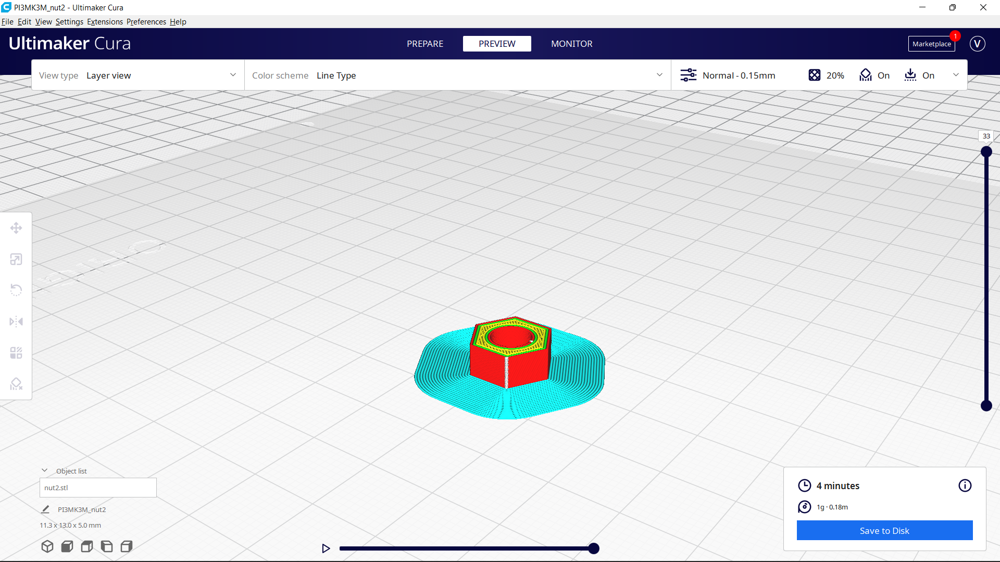 PI3MK3M_nut2 - Ultimaker Cura
File Edit View Settings Extensions Preferences Help
Ultimaker Cura
PREPARE
PREVIEW
MONITOR
Marketplace
1
V
View type Layer view
Color scheme Line Type
Normal - 0.15mm
20%
On
On
33
Object list
nut2.stl
PI3MK3M_nut2
11.3 x 13.0 x 5.0 mm
4 minutes
1g · 0.18m
Save to Disk